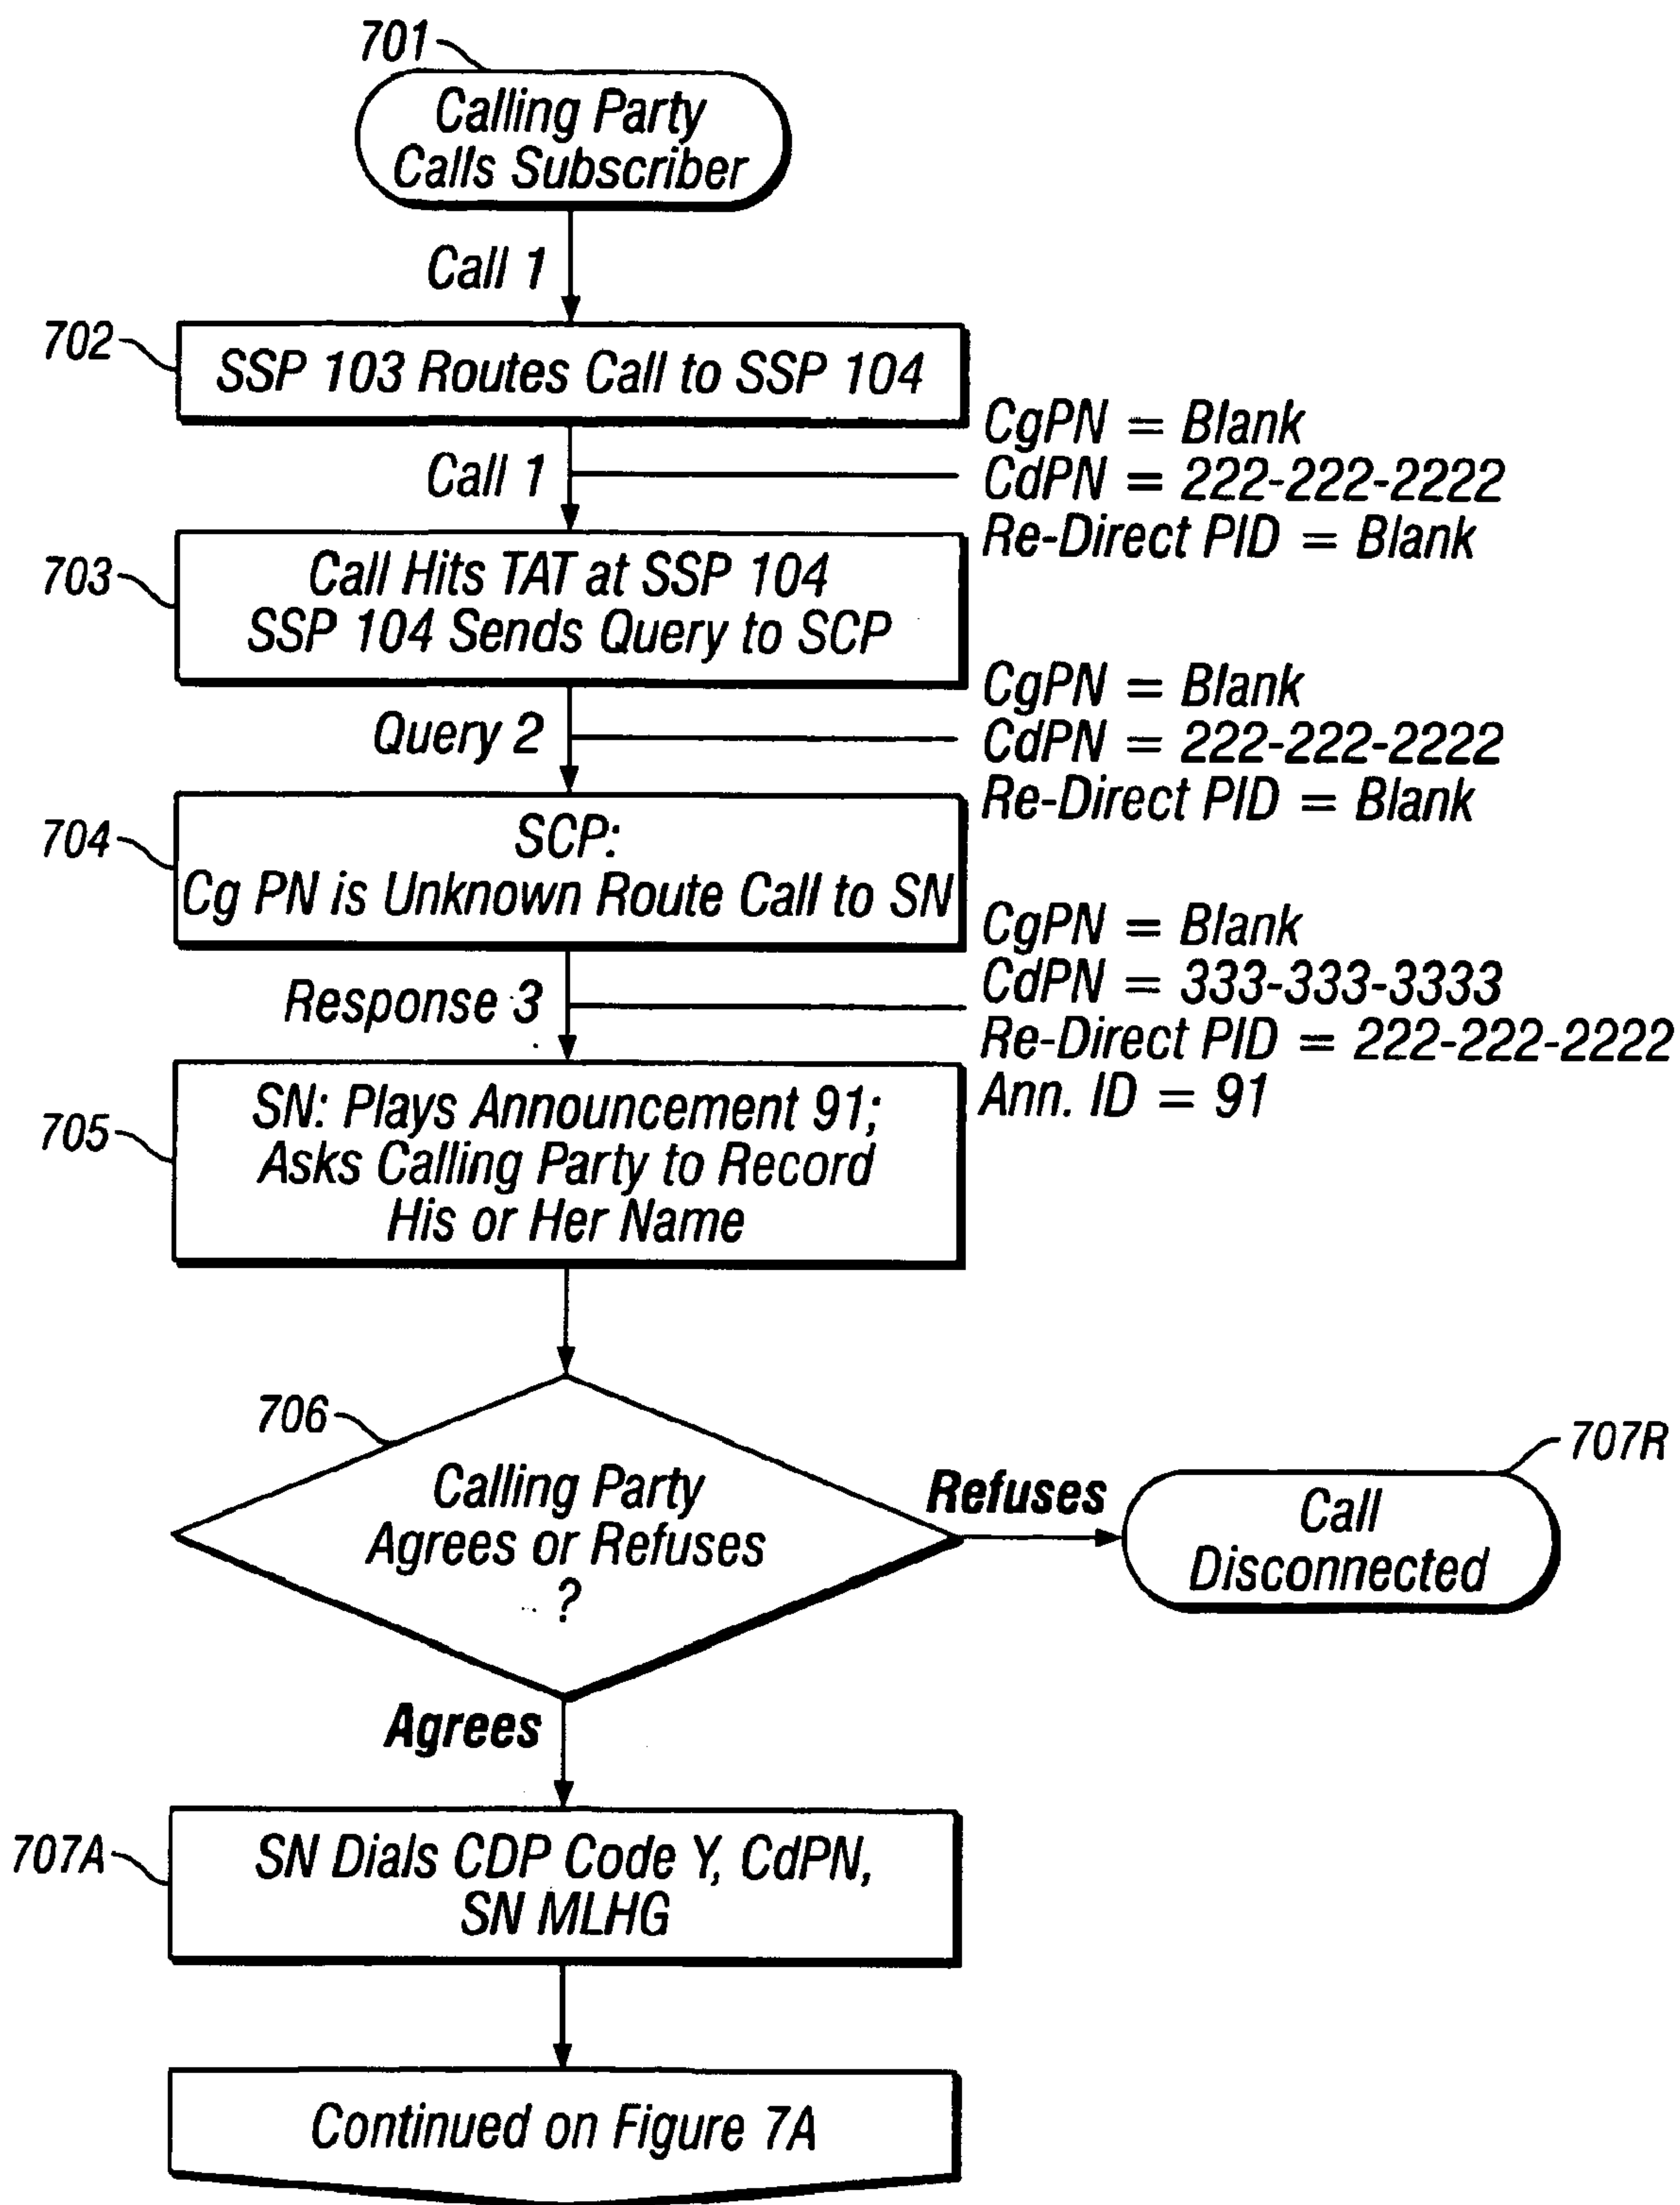 701
Calling Party
Calls Subscriber
Call 1
702
SSP 103 Routes Call to SSP 104
CgPN = Blank
CdPN = 222-222-2222
Re-Direct PID = Blank
Call 1
703
Call Hits TAT at SSP 104
SSP 104 Sends Query to SCP
CgPN = Blank
CdPN = 222-222-2222
Re-Direct PID = Blank
Query 2
704
SCP:
Cg PN is Unknown Route Call to SN
CgPN = Blank
CdPN = 333-333-3333
Re-Direct PID = 222-222-2222
Ann. ID = 91
Response 3
705
SN: Plays Announcement 91;
Asks Calling Party to Record
His or Her Name
706
Calling Party
Agrees or Refuses
?
Refuses
707R
Call
Disconnected
Agrees
707A
SN Dials CDP Code Y, CdPN,
SN MLHG
Continued on Figure 7A